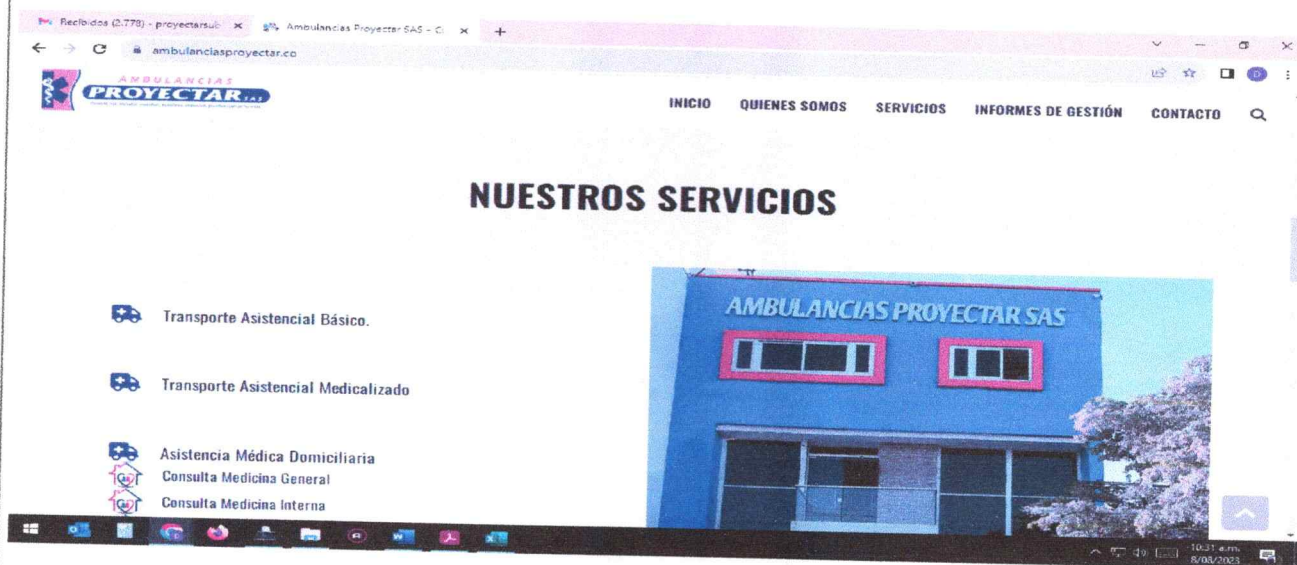 Recibidos (2.778) - proyectarsub
Ambulancias Proyectar SAS - C
ambulanciasproyectar.co
AMBULANCIAS
PROYECTAR SAS
INICIO QUIENES SOMOS SERVICIOS INFORMES DE GESTIÓN CONTACTO
NUESTROS SERVICIOS
Transporte Asistencial Básico.
Transporte Asistencial Medicalizado
Asistencia Médica Domiciliaria
Consulta Medicina General
Consulta Medicina Interna
AMBULANCIAS PROYECTAR SAS
10:31 a.m.
8/08/2023